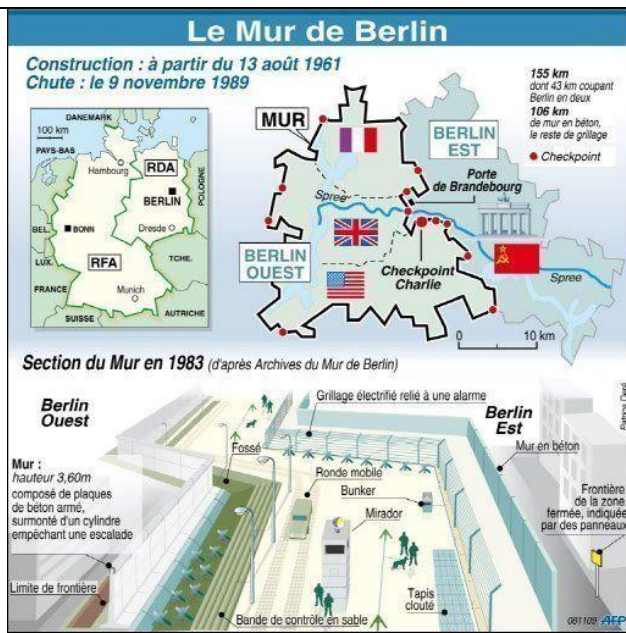 Le Mur de Berlin
Construction : à partir du 13 août 1961
Chute : le 9 novembre 1989
100 km
DANEMARK
PAYS-BAS
Hambourg
RDA
BERLIN
POLOGNE
BEL.
BONN
Dresde
LUX.
RFA
TCHE.
FRANCE
Munich
SUISSE
AUTRICHE
MUR
BERLIN
EST
155 km
dont 43 km coupant
Berlin en deux
106 km
de mur en béton,
le reste de grillage
Checkpoint
Spree
Porte
de Brandebourg
BERLIN
OUEST
Checkpoint
Charlie
Spree
0 10 km
Section du Mur en 1983 (d'après Archives du Mur de Berlin)
Berlin
Ouest
Grillage électrifié relié à une alarme
Berlin
Est
Mur en béton
Fossé
Mur :
hauteur 3,60m
composé de plaques
de béton armé,
surmonté d'un cylindre
empêchant une escalade
Ronde mobile
Bunker
Mirador
Frontière
de la zone
fermée, indiquée
par des panneaux
Limite de frontière
Bande de contrôle en sable
Tapis
clouté
081109 AFP